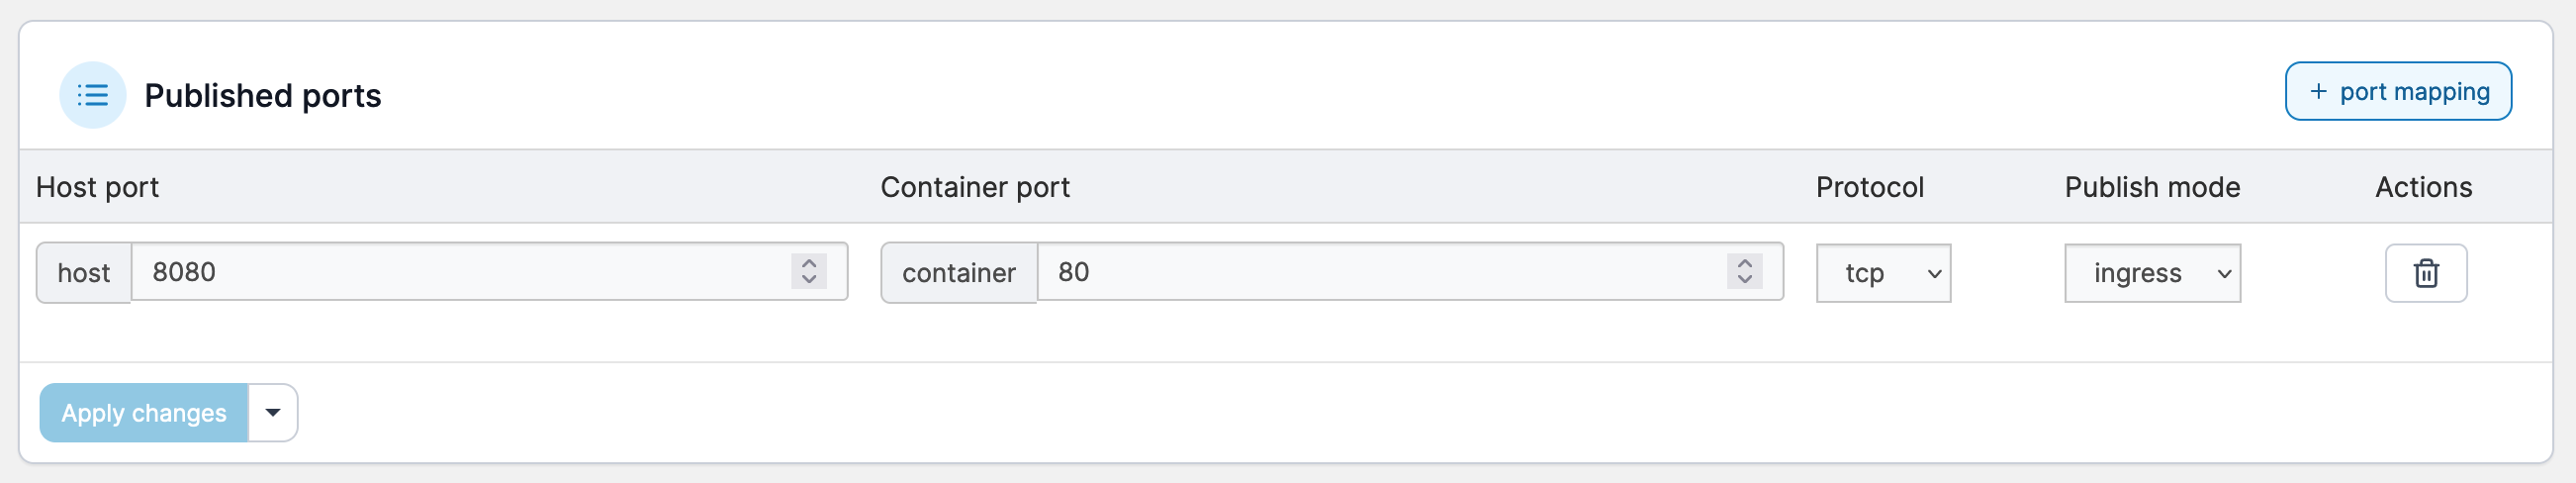 Published ports
+ port mapping
Host port Container port Protocol Publish mode Actions
host 8080 container 80 tcp ingress
Apply changes